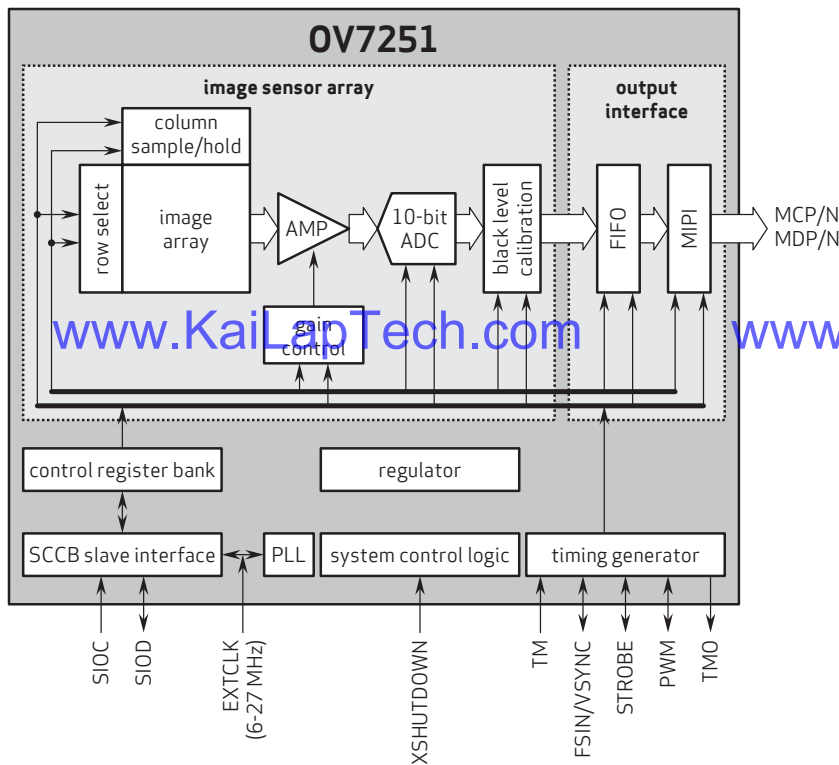 OV7251
image sensor array
output
interface
column
sample/hold
row select
image
array
AMP
10-bit
ADC
black level
calibration
FIFO
MIPI
MCP/N
MDP/N
gain
control
www.KaiLapTech.com
www
control register bank
regulator
SCCB slave interface
PLL
system control logic
timing generator
SIOC
SIOD
EXTCLK
(6-27 MHz)
XSHUTDOWN
TM
FSIN/VSYNC
STROBE
PWM
TMO